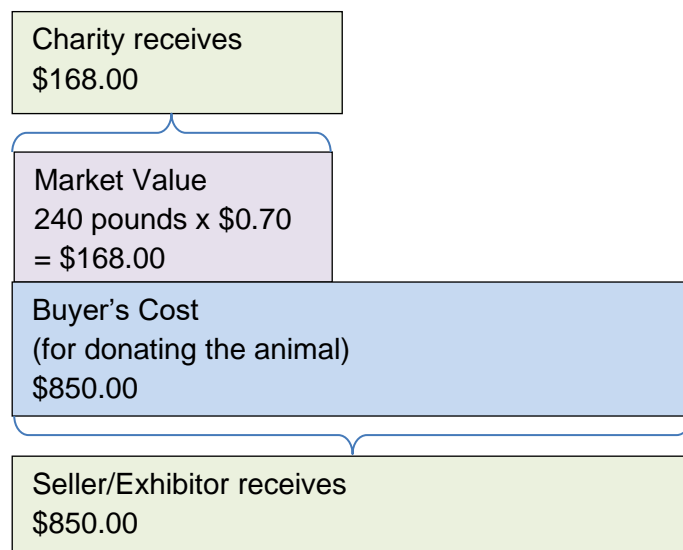 Charity receives
$168.00
Market Value
240 pounds x $0.70
= $168.00
Buyer’s Cost
(for donating the animal)
$850.00
Seller/Exhibitor receives
$850.00